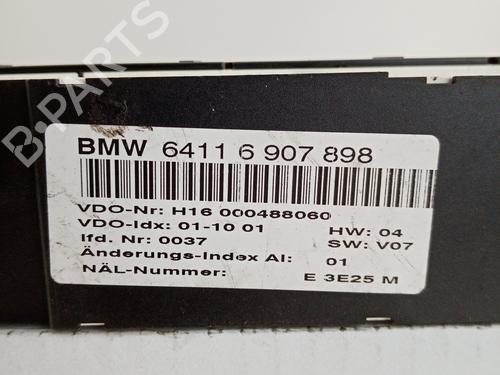 B-PARTS
BMW 6411 6 907 898
VDO-Nr: H16 000488060
VDO-Idx: 01-10 01 HW: 04
lfd. Nr: 0037 SW: V07
Änderungs-Index AI: 01
NÄL-Nummer: E 3E25 M